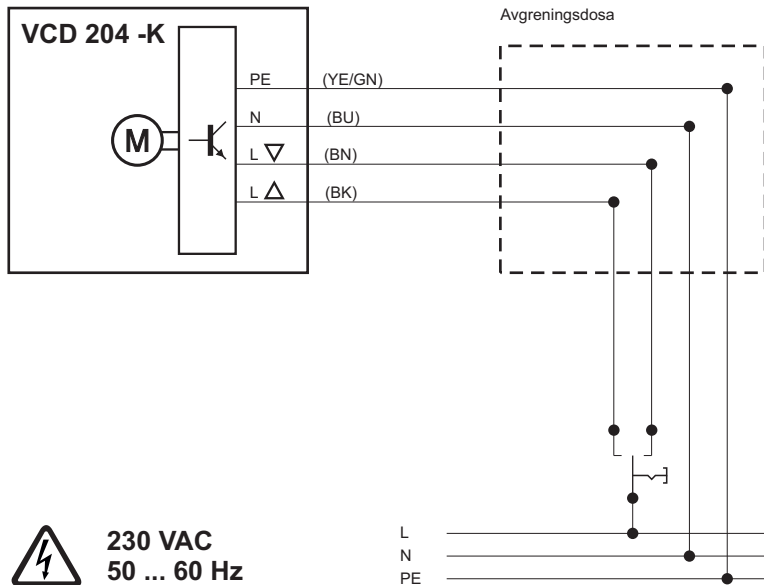 Avgreningsdosa
VCD 204 -K
PE (YE/GN)
N (BU)
M
L ▽ (BN)
L △ (BK)
230 VAC
50 ... 60 Hz
L
N
PE